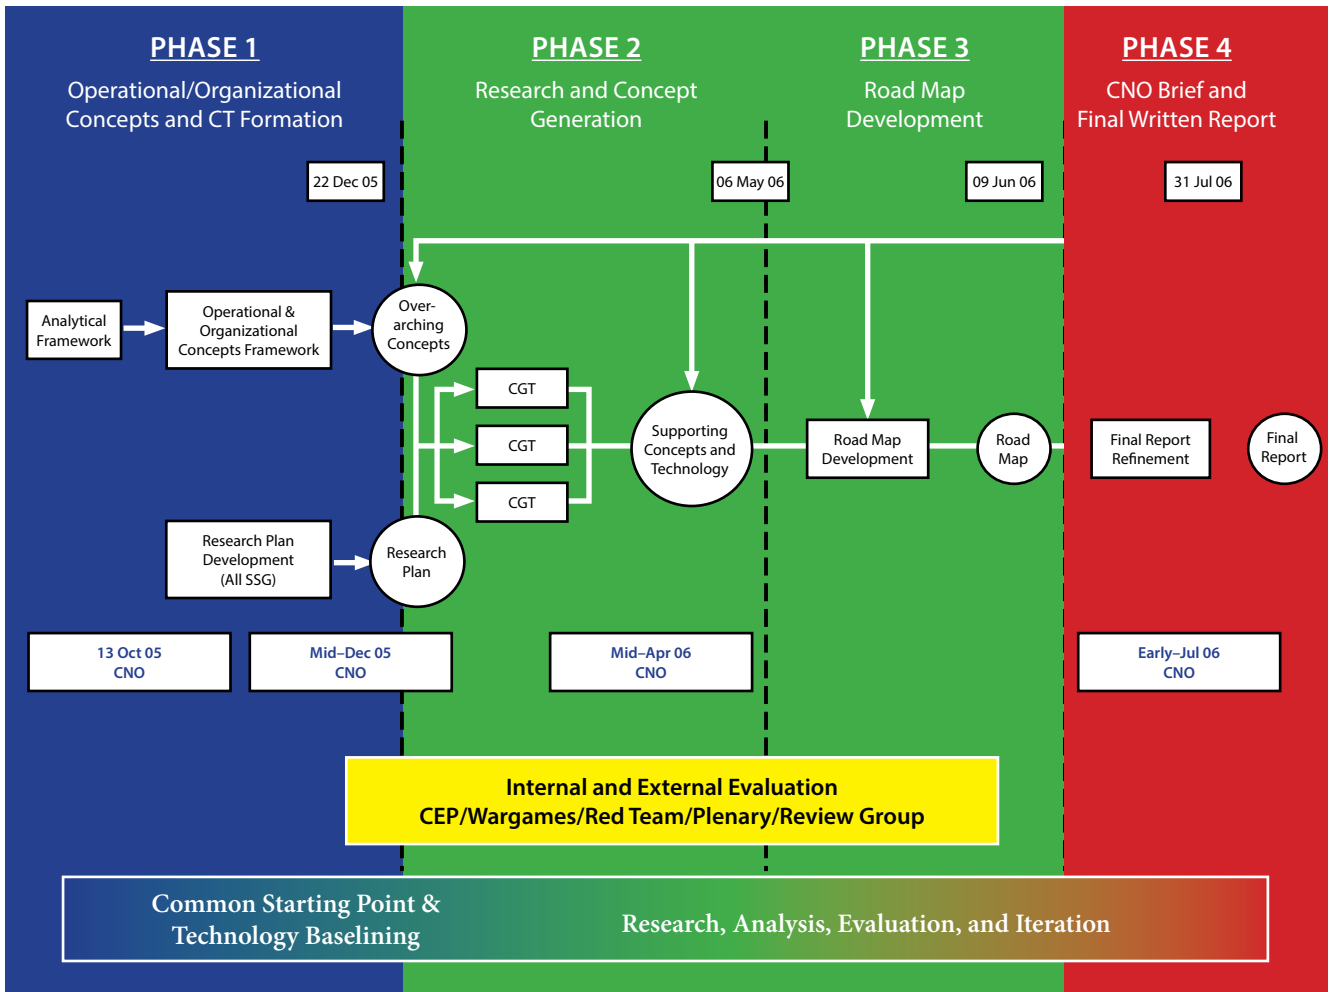 PHASE 1
Operational/Organizational
Concepts and CT Formation
PHASE 2
Research and Concept
Generation
PHASE 3
Road Map
Development
PHASE 4
CNO Brief and
Final Written Report
22 Dec 05
06 May 06
09 Jun 06
31 Jul 06
Analytical
Framework
Operational &
Organizational
Concepts Framework
Over-
arching
Concepts
CGT
CGT
CGT
Supporting
Concepts and
Technology
Road Map
Development
Road
Map
Final Report
Refinement
Final
Report
Research Plan
Development
(All SSG)
Research
Plan
13 Oct 05
CNO
Mid–Dec 05
CNO
Mid–Apr 06
CNO
Early–Jul 06
CNO
Internal and External Evaluation
CEP/Wargames/Red Team/Plenary/Review Group
Common Starting Point &
Technology Baselining
Research, Analysis, Evaluation, and Iteration